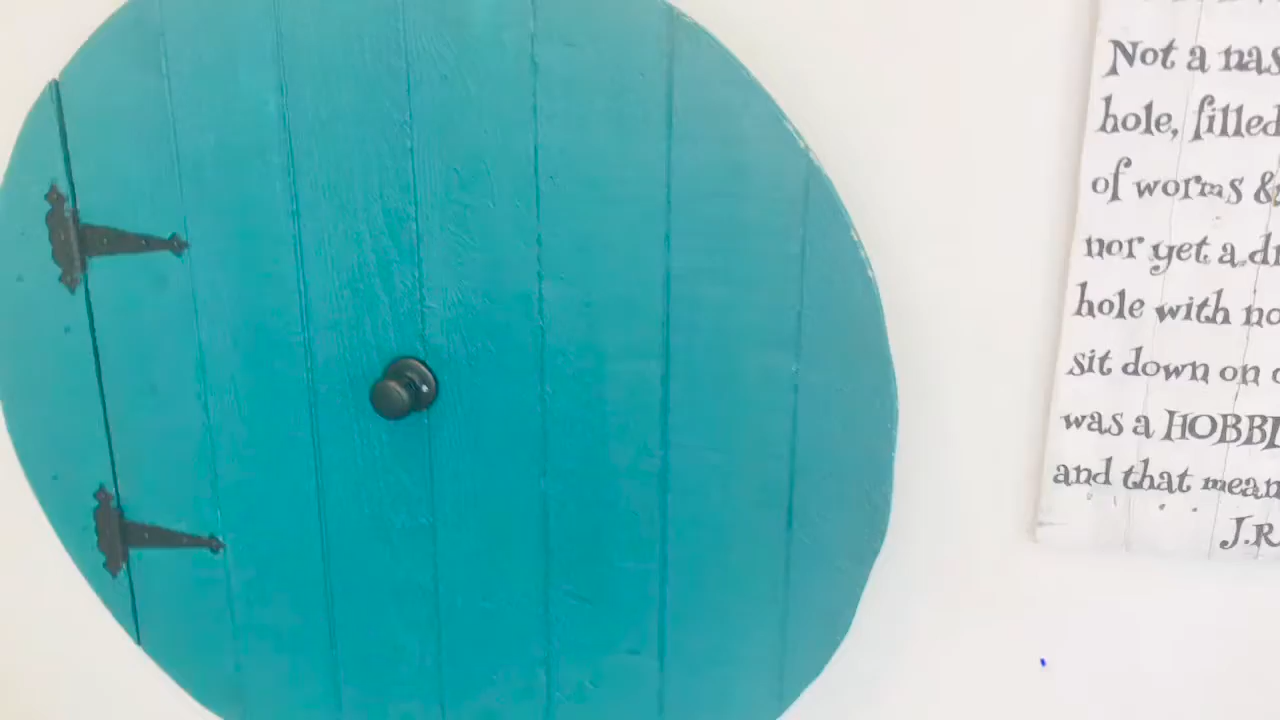 Not a nas
hole, filled
of worms &
nor yet a dr
hole with no
sit down on o
was a HOBBI
and that mean
J.R